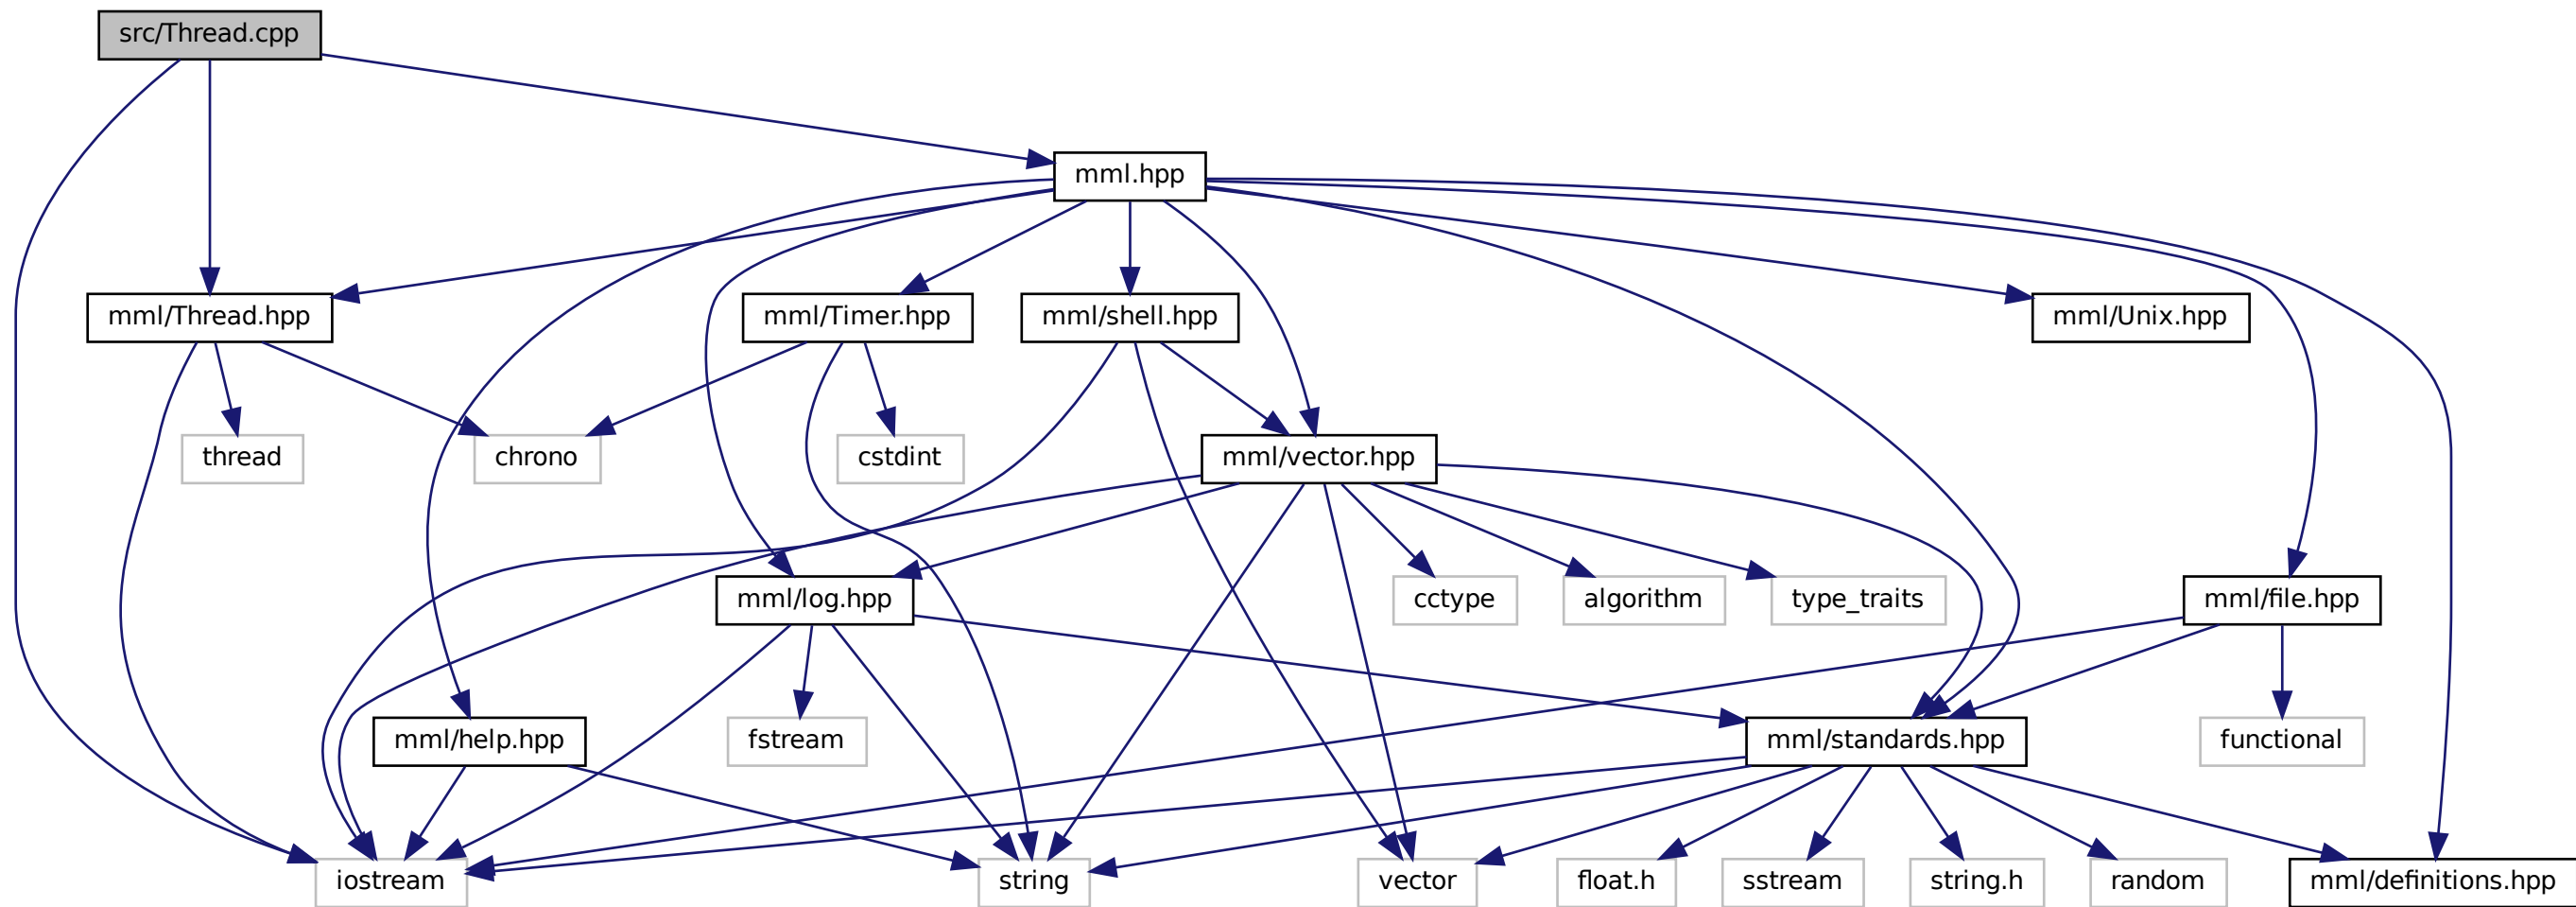 src/Thread.cpp
mml.hpp
mml/Thread.hpp
mml/Timer.hpp
mml/shell.hpp
mml/Unix.hpp
thread
chrono
cstdint
mml/vector.hpp
mml/log.hpp
cctype
algorithm
type_traits
mml/file.hpp
mml/help.hpp
fstream
mml/standards.hpp
functional
iostream
string
vector
float.h
sstream
string.h
random
mml/definitions.hpp